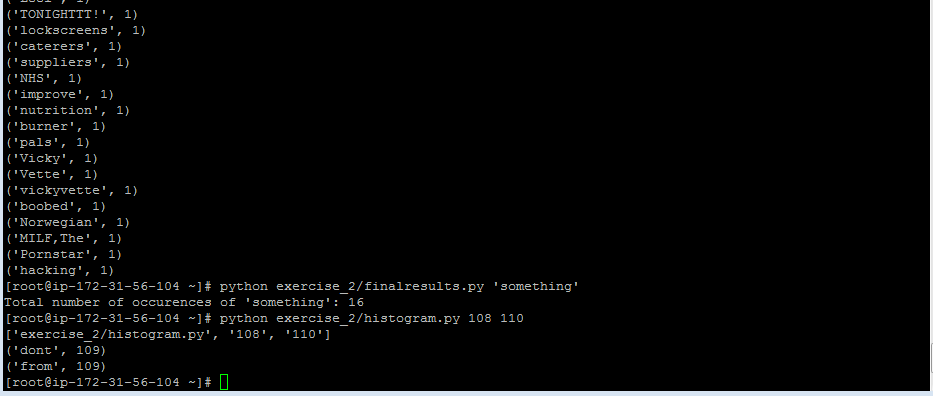 ('TONIGHTTT!', 1)
('lockscreens', 1)
('caterers', 1)
('suppliers', 1)
('NHS', 1)
('improve', 1)
('nutrition', 1)
('burner', 1)
('pals', 1)
('Vicky', 1)
('Vette', 1)
('vickyvette', 1)
('boobed', 1)
('Norwegian', 1)
('MILF,The', 1)
('Pornstar', 1)
('hacking', 1)
[root@ip-172-31-56-104 ~]# python exercise_2/finalresults.py 'something'
Total number of occurences of 'something': 16
[root@ip-172-31-56-104 ~]# python exercise_2/histogram.py 108 110
['exercise_2/histogram.py', '108', '110']
('dont', 109)
('from', 109)
[root@ip-172-31-56-104 ~]#